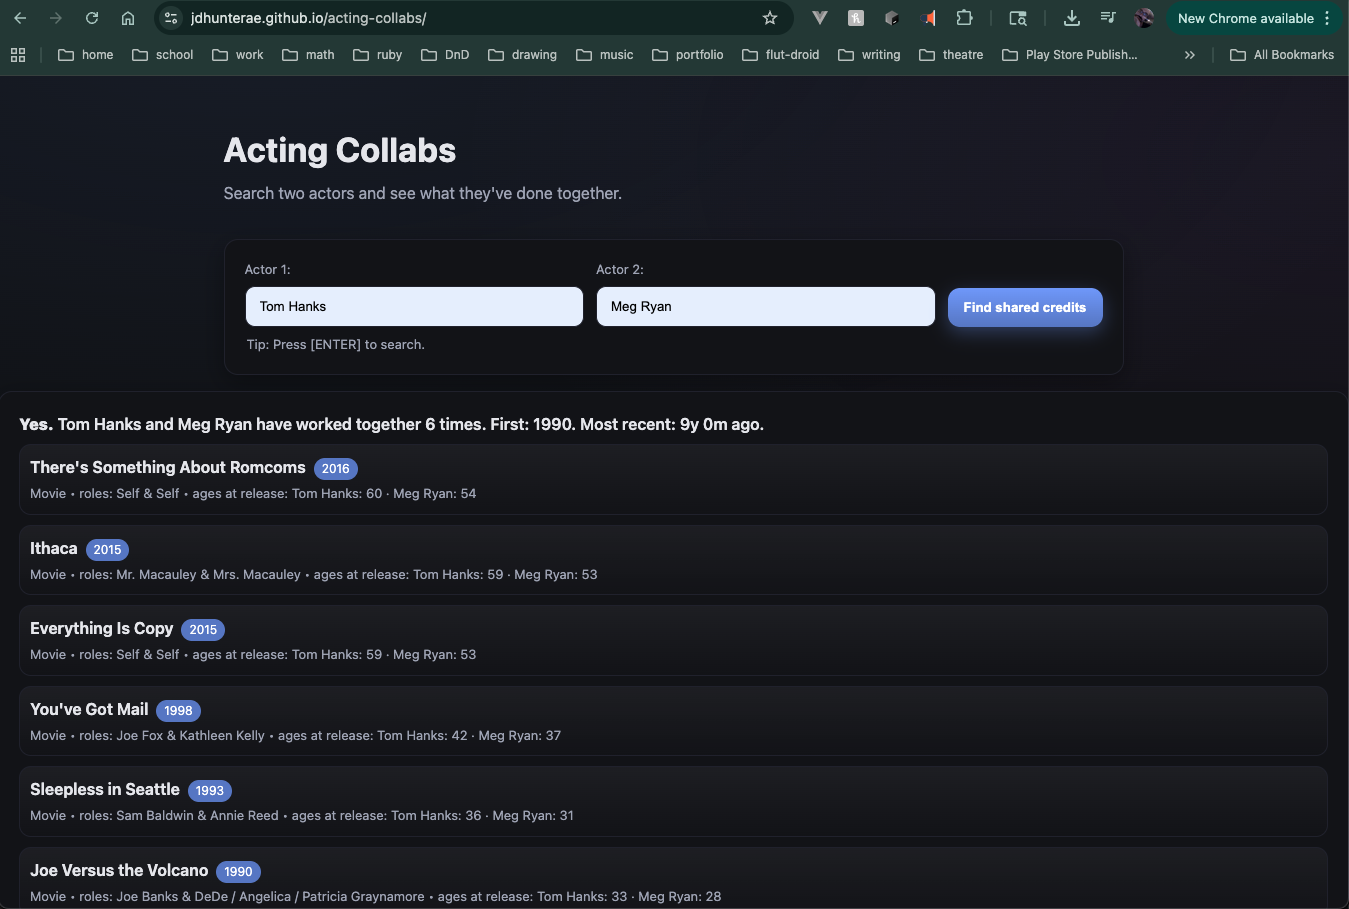 jdhunterae.github.io/acting-collabs/
New Chrome available
home school work math ruby DnD drawing music portfolio flut-droid writing theatre Play Store Publish... » All Bookmarks
Acting Collabs
Search two actors and see what they've done together.
Actor 1: Actor 2:
Tom Hanks Meg Ryan Find shared credits
Tip: Press [ENTER] to search.
Yes. Tom Hanks and Meg Ryan have worked together 6 times. First: 1990. Most recent: 9y 0m ago.
There's Something About Romcoms 2016
Movie • roles: Self & Self • ages at release: Tom Hanks: 60 · Meg Ryan: 54
Ithaca 2015
Movie • roles: Mr. Macauley & Mrs. Macauley • ages at release: Tom Hanks: 59 · Meg Ryan: 53
Everything Is Copy 2015
Movie • roles: Self & Self • ages at release: Tom Hanks: 59 · Meg Ryan: 53
You've Got Mail 1998
Movie • roles: Joe Fox & Kathleen Kelly • ages at release: Tom Hanks: 42 · Meg Ryan: 37
Sleepless in Seattle 1993
Movie • roles: Sam Baldwin & Annie Reed • ages at release: Tom Hanks: 36 · Meg Ryan: 31
Joe Versus the Volcano 1990
Movie • roles: Joe Banks & DeDe / Angelica / Patricia Graynamore • ages at release: Tom Hanks: 33 · Meg Ryan: 28